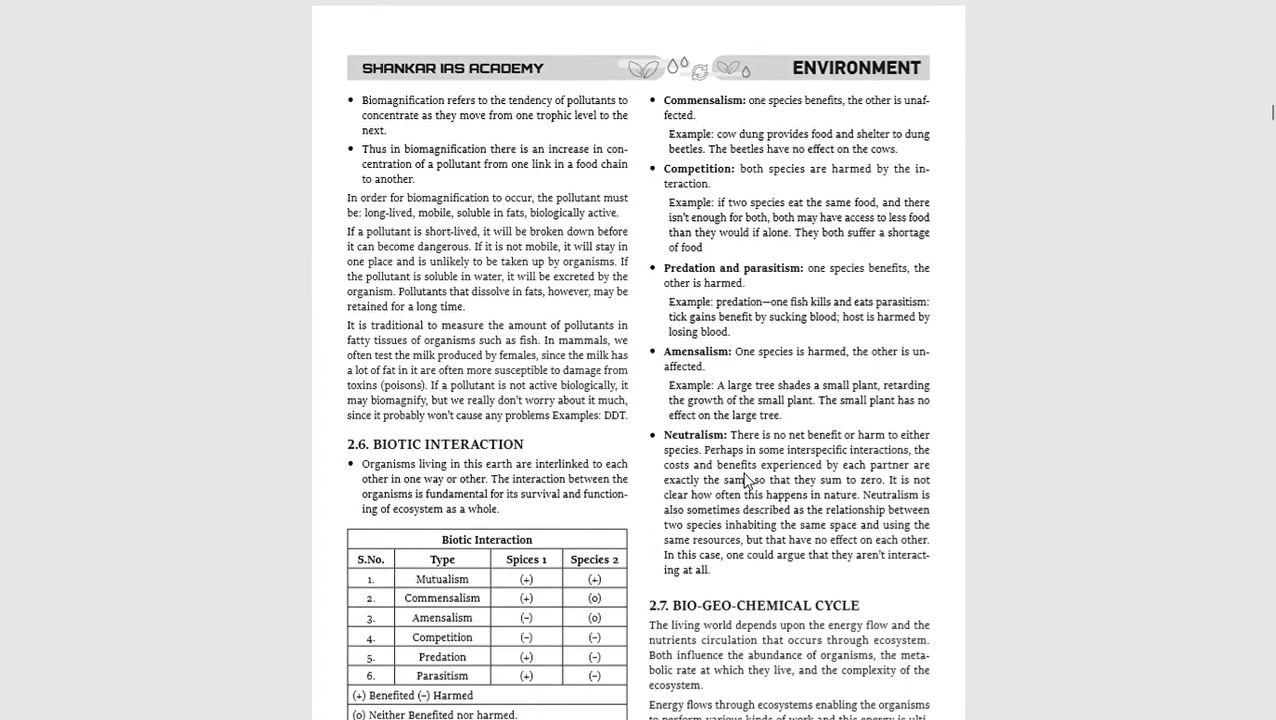 SHANKAR IAS ACADEMY
ENVIRONMENT
• Biomagnification refers to the tendency of pollutants to
concentrate as they move from one trophic level to the
next.
• Thus in biomagnification there is an increase in con-
centration of a pollutant from one link in a food chain
to another.
In order for biomagnification to occur, the pollutant must
be: long-lived, mobile, soluble in fats, biologically active.
If a pollutant is short-lived, it will be broken down before
it can become dangerous. If it is not mobile, it will stay in
one place and is unlikely to be taken up by organisms. If
the pollutant is soluble in water, it will be excreted by the
organism. Pollutants that dissolve in fats, however, may be
retained for a long time.
It is traditional to measure the amount of pollutants in
fatty tissues of organisms such as fish. In mammals, we
often test the milk produced by females, since the milk has
a lot of fat in it are often more susceptible to damage from
toxins (poisons). If a pollutant is not active biologically, it
may biomagnify, but we really don't worry about it much,
since it probably won't cause any problems Examples: DDT.
2.6. BIOTIC INTERACTION
• Organisms living in this earth are interlinked to each
other in one way or other. The interaction between the
organisms is fundamental for its survival and function-
ing of ecosystem as a whole.
Biotic Interaction
S.No. Type Spices 1 Species 2
1. Mutualism (+) (+)
2. Commensalism (+) (o)
3. Amensalism (–) (o)
4. Competition (–) (–)
5. Predation (+) (–)
6. Parasitism (+) (–)
(+) Benefited (–) Harmed
(o) Neither Benefited nor harmed.
• Commensalism: one species benefits, the other is unaf-
fected.
Example: cow dung provides food and shelter to dung
beetles. The beetles have no effect on the cows.
• Competition: both species are harmed by the in-
teraction.
Example: if two species eat the same food, and there
isn't enough for both, both may have access to less food
than they would if alone. They both suffer a shortage
of food
• Predation and parasitism: one species benefits, the
other is harmed.
Example: predation—one fish kills and eats parasitism:
tick gains benefit by sucking blood; host is harmed by
losing blood.
• Amensalism: One species is harmed, the other is un-
affected.
Example: A large tree shades a small plant, retarding
the growth of the small plant. The small plant has no
effect on the large tree.
• Neutralism: There is no net benefit or harm to either
species. Perhaps in some interspecific interactions, the
costs and benefits experienced by each partner are
exactly the same so that they sum to zero. It is not
clear how often this happens in nature. Neutralism is
also sometimes described as the relationship between
two species inhabiting the same space and using the
same resources, but that have no effect on each other.
In this case, one could argue that they aren't interact-
ing at all.
2.7. BIO-GEO-CHEMICAL CYCLE
The living world depends upon the energy flow and the
nutrients circulation that occurs through ecosystem.
Both influence the abundance of organisms, the meta-
bolic rate at which they live, and the complexity of the
ecosystem.
Energy flows through ecosystems enabling the organisms
to perform various kinds of work and this energy is ulti-